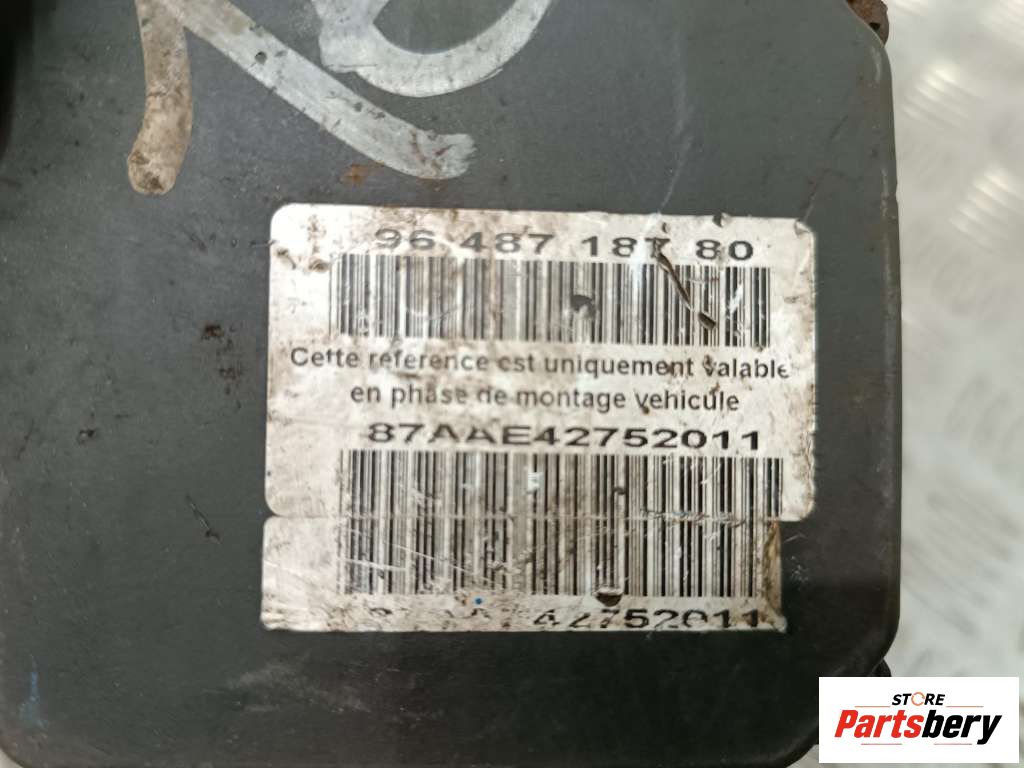 96 487 187 80
Cette reference est uniquement valable
en phase de montage vehicule
87AAE42752011
42752011
STORE
Partsbery